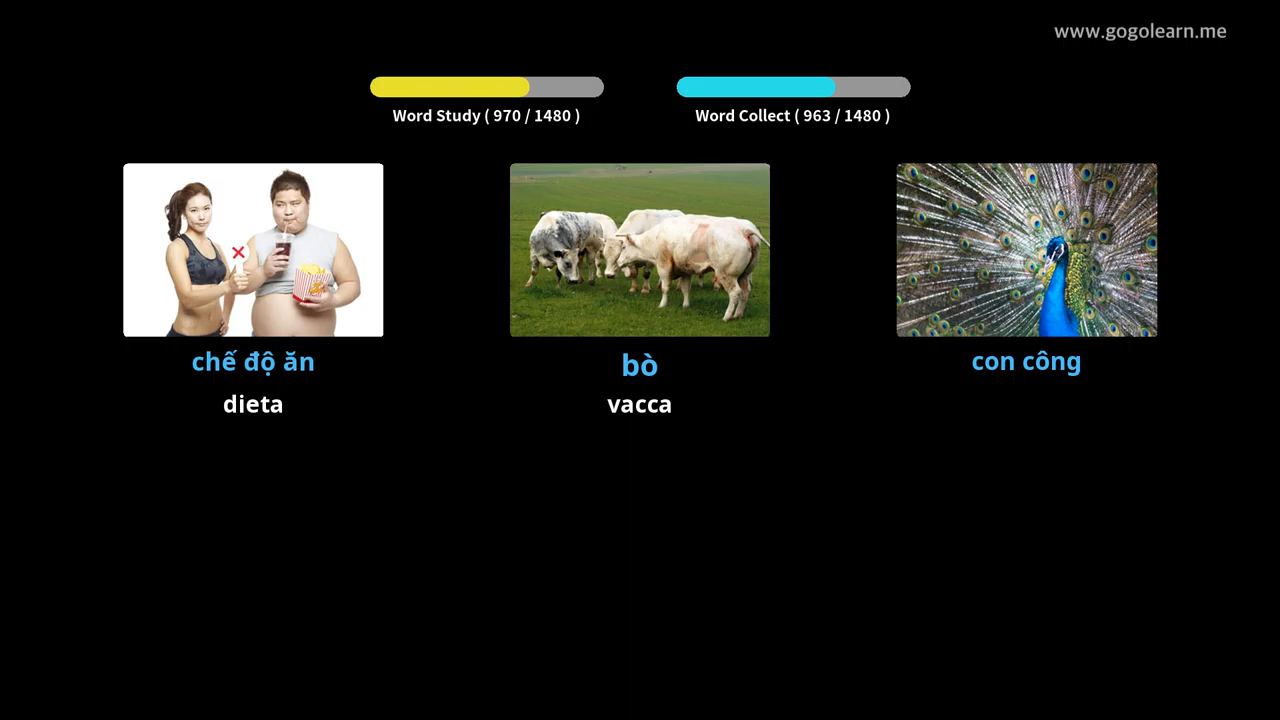 www.gogolearn.me
Word Study ( 970 / 1480 )
Word Collect ( 963 / 1480 )
chế độ ăn
dieta
bò
vacca
con công